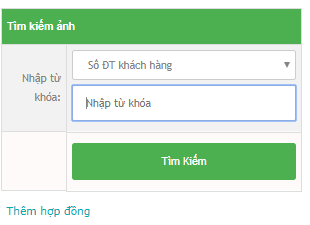 Tìm kiếm ảnh
Số ĐT khách hàng
Nhập từ
khóa:
Nhập từ khóa
Tìm Kiếm
Thêm hợp đồng